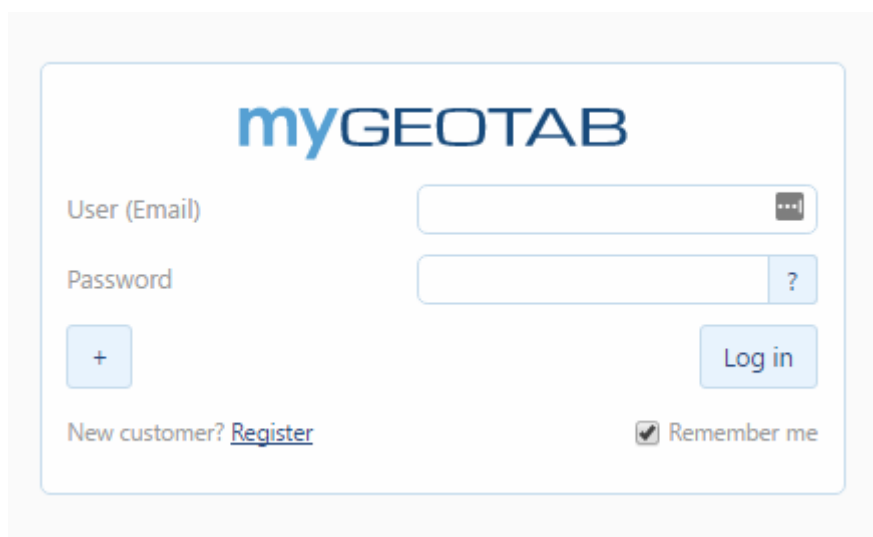 myGEOTAB
User (Email)
Password ?
+ Log in
New customer? Register Remember me